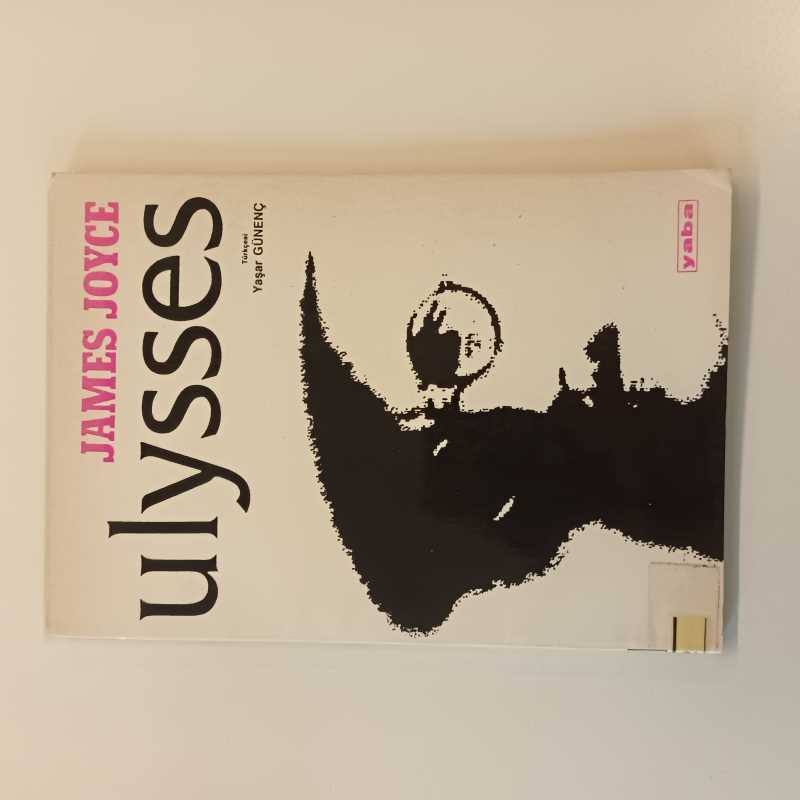 JAMES JOYCE
ulysses
Türkçesi
Yaşar GÜNENÇ
yaba